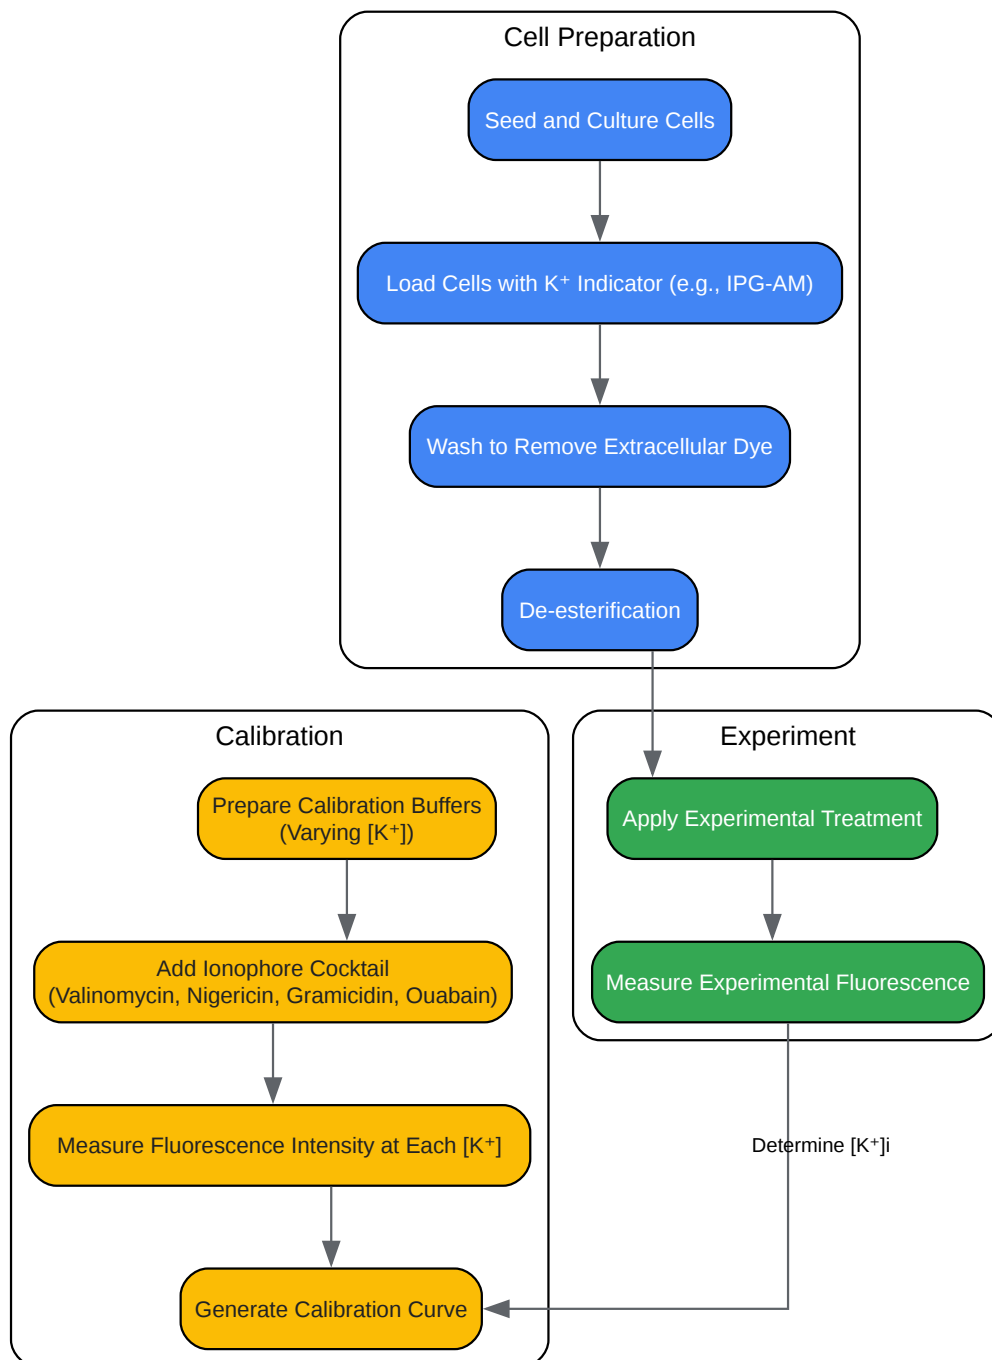 Cell Preparation
Seed and Culture Cells
Load Cells with K⁺ Indicator (e.g., IPG-AM)
Wash to Remove Extracellular Dye
De-esterification
Calibration
Prepare Calibration Buffers
(Varying [K⁺])
Add Ionophore Cocktail
(Valinomycin, Nigericin, Gramicidin, Ouabain)
Measure Fluorescence Intensity at Each [K⁺]
Generate Calibration Curve
Experiment
Apply Experimental Treatment
Measure Experimental Fluorescence
Determine [K⁺]i